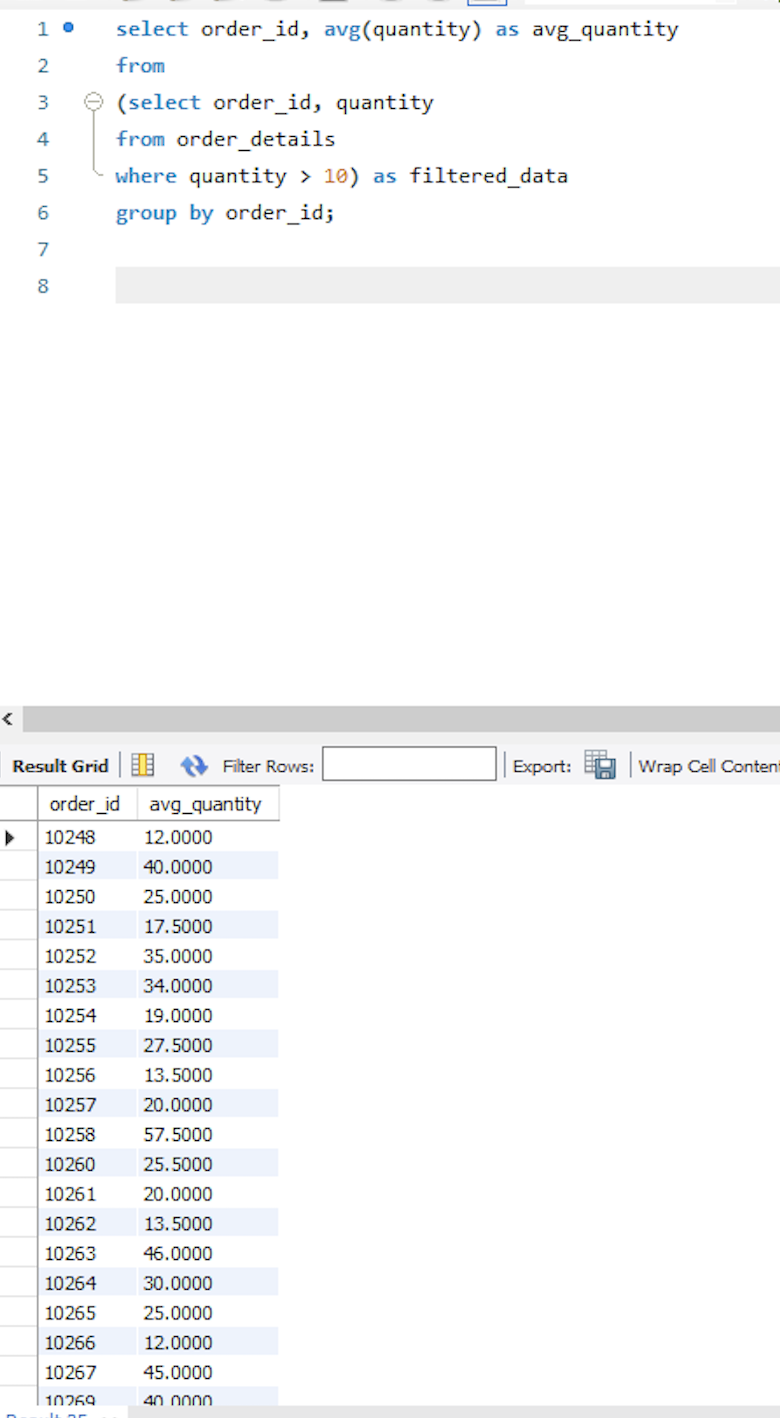 1 select order_id, avg(quantity) as avg_quantity
2 from
3 (select order_id, quantity
4 from order_details
5 where quantity > 10) as filtered_data
6 group by order_id;
7
8
Result Grid Filter Rows: Export: Wrap Cell Conten
order_id avg_quantity
10248 12.0000
10249 40.0000
10250 25.0000
10251 17.5000
10252 35.0000
10253 34.0000
10254 19.0000
10255 27.5000
10256 13.5000
10257 20.0000
10258 57.5000
10260 25.5000
10261 20.0000
10262 13.5000
10263 46.0000
10264 30.0000
10265 25.0000
10266 12.0000
10267 45.0000
10269 40.0000